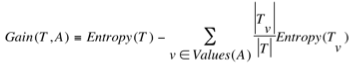 Gain(T,A) = Entropy(T) − ∑_{v ∈ Values(A)} |T_v|/|T| Entropy(T_v)